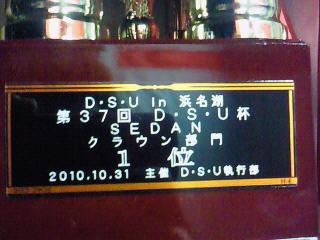 D・S・U In 浜名湖
第37回 D・S・U杯
SEDAN
クラウン部門
1 位
2010.10.31 主催 D・S・U執行部